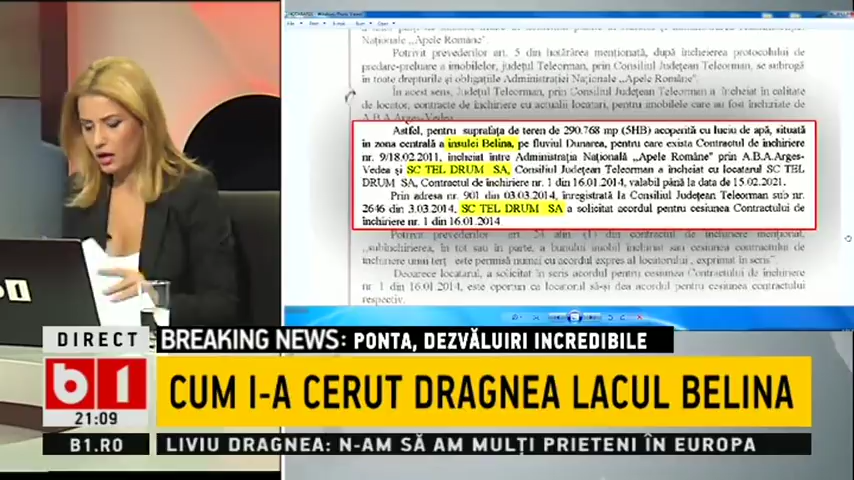 Naționale „Apele Române”.
Potrivit prevederilor art. 5 din hotărârea menționată, după încheierea protocolului de
predare-preluare a imobilelor, județul Teleorman, prin Consiliul Județean Teleorman, se subrogă
în toate drepturile și obligațiile Administrației Naționale „Apele Române”.
În acest sens, Județul Teleorman, prin Consiliul Județean Teleorman a încheiat în calitate
de locator, contracte de închiriere cu actualii locatari, pentru imobilele care au fost închiriate de
A.B.A. Argeș-Vedea.
Astfel, pentru suprafața de teren de 290.768 mp (5HB) acoperită cu luciu de apă, situată
în zona centrală a insulei Belina, pe fluviul Dunarea, pentru care exista Contractul de închiriere
nr. 9/18.02.2011, încheiat între Administrația Națională „Apele Romane” prin A.B.A.Arges-
Vedea și SC TEL DRUM SA, Consiliul Județean Teleorman a încheiat cu locatarul SC TEL
DRUM SA, Contractul de închiriere nr. 1 din 16.01.2014, valabil până la data de 15.02.2021.
Prin adresa nr. 901 din 03.03.2014, înregistrată la Consiliul Județean Teleorman sub nr.
2646 din 3.03.2014, SC TEL DRUM SA a solicitat acordul pentru cesiunea Contractului de
închiriere nr. 1 din 16.01.2014
Potrivit prevederilor art. 24 alin (1) din contractul de închiriere menționat,
„subînchirierea, în tot sau în parte, a bunului imobil închiriat sau cesiunea contractului de
închiriere unui terț este permisă numai cu acordul expres al locatorului, exprimat în scris”.
Deoarece locatarul, a solicitat în scris acordul pentru cesiunea Contractului de închiriere
nr. 1 din 16.01.2014, este oportun ca locatorul să-și dea acordul pentru cesiunea contractului
respectiv.
DIRECT
BREAKING NEWS: PONTA, DEZVĂLUIRI INCREDIBILE
B1
CUM I-A CERUT DRAGNEA LACUL BELINA
21:09
B1.RO
LIVIU DRAGNEA: N-AM SĂ AM MULȚI PRIETENI ÎN EUROPA